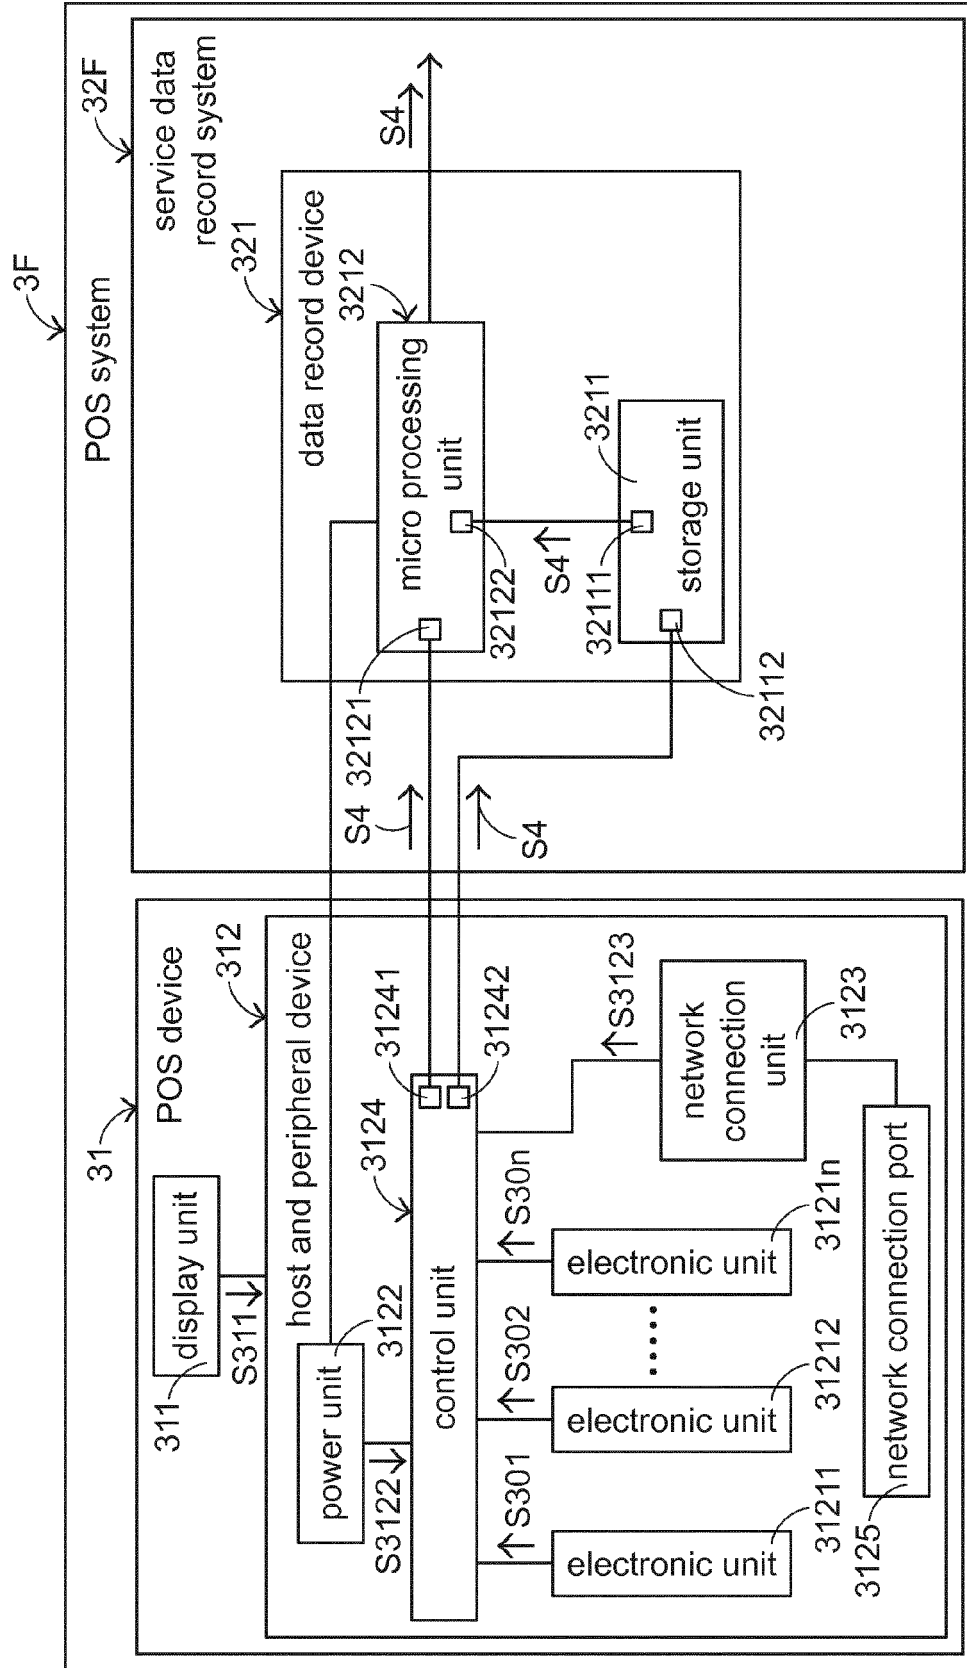 3F
POS system
31
POS device
311
display unit
S311
312
host and peripheral device
power unit
3122
S3122
3124
control unit
31241
31242
S301
S302
S30n
S3123
electronic unit
electronic unit
.....
electronic unit
31211
31212
3121n
network
connection
unit
3123
network connection port
3125
32F
service data
record system
321
data record device
3212
micro processing
unit
32121
32122
S4
S4
S4
S4
3211
storage unit
32111
32112